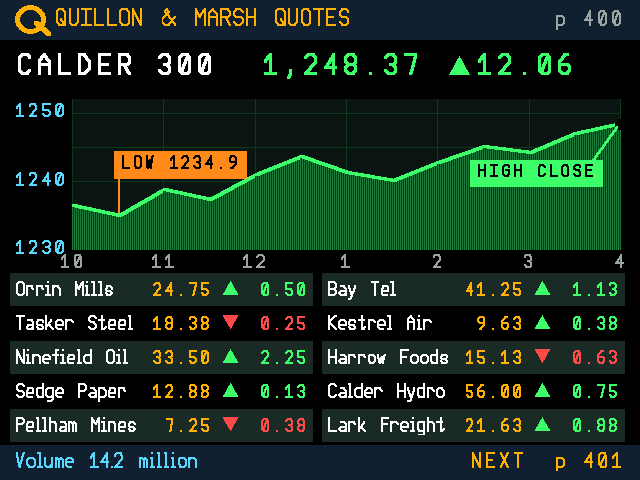 QUILLON & MARSH QUOTES p 400
CALDER 300 1,248.37 ▲12.06
1250
LOW 1234.9
HIGH CLOSE
1240
1230
10 11 12 1 2 3 4
Orrin Mills 24.75 ▲ 0.50
Bay Tel 41.25 ▲ 1.13
Tasker Steel 18.38 ▼ 0.25
Kestrel Air 9.63 ▲ 0.38
Ninefield Oil 33.50 ▲ 2.25
Harrow Foods 15.13 ▼ 0.63
Sedge Paper 12.88 ▲ 0.13
Calder Hydro 56.00 ▲ 0.75
Pellham Mines 7.25 ▼ 0.38
Lark Freight 21.63 ▲ 0.88
Volume 14.2 million NEXT p 401